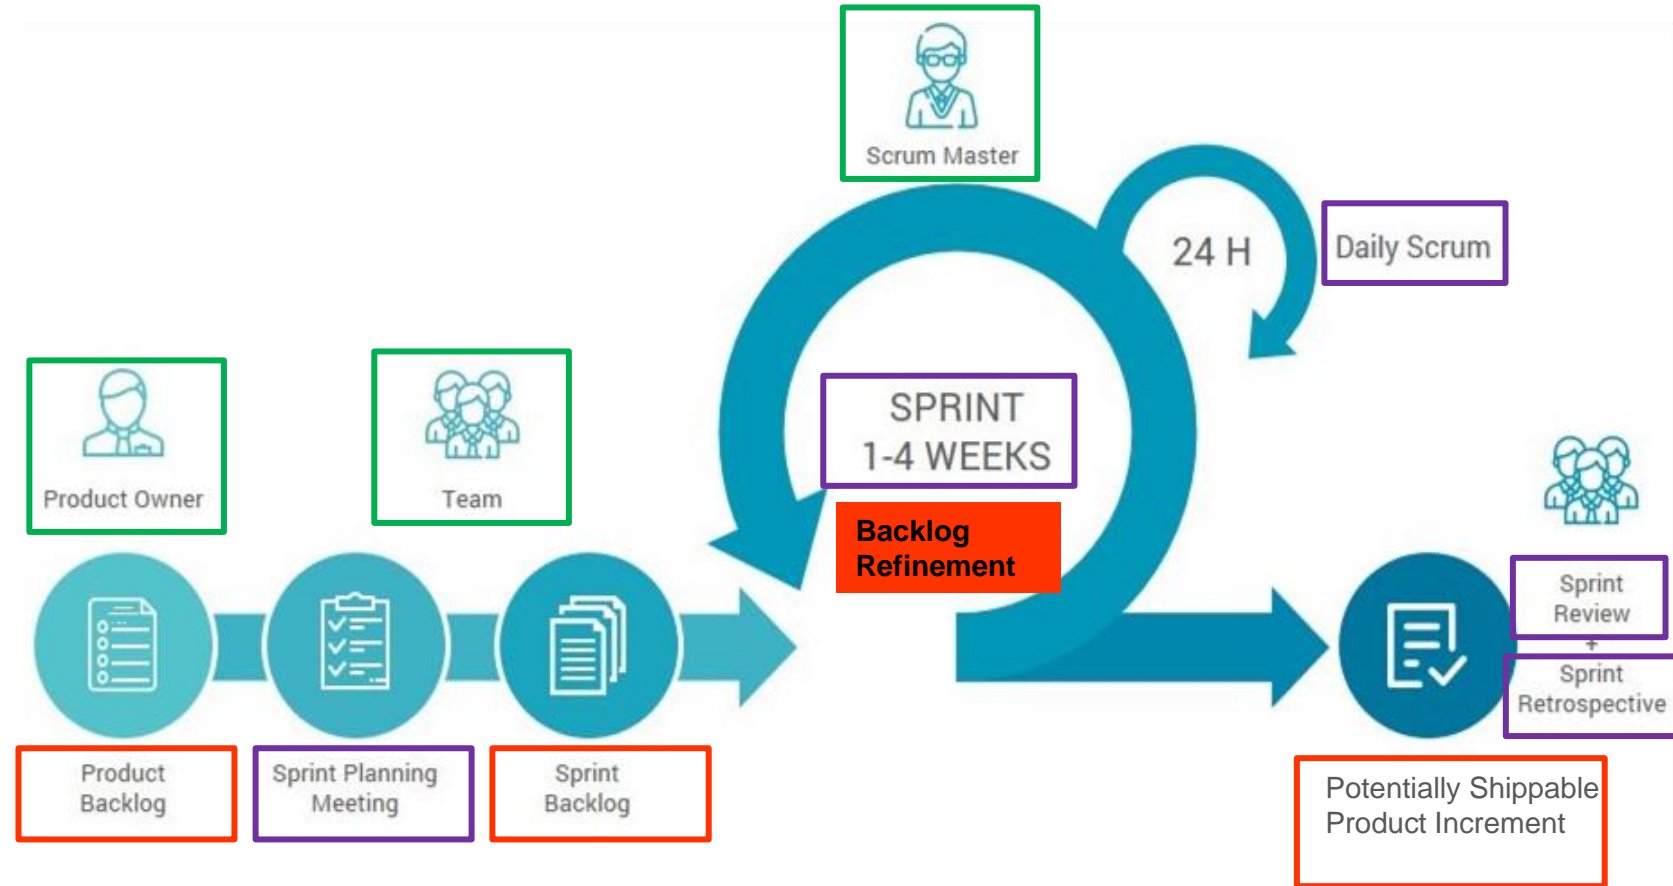 Scrum Master
24 H
Daily Scrum
Product Owner
Team
SPRINT
1-4 WEEKS
Backlog
Refinement
Sprint
Review
+
Sprint
Retrospective
Product
Backlog
Sprint Planning
Meeting
Sprint
Backlog
Potentially Shippable
Product Increment